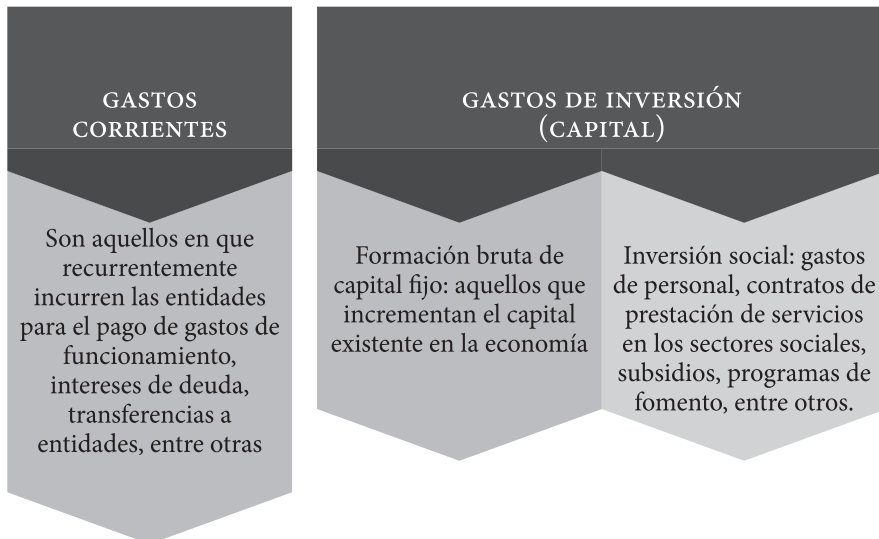 GASTOS
CORRIENTES
Son aquellos en que
recurrentemente
incurren las entidades
para el pago de gastos de
funcionamiento,
intereses de deuda,
transferencias a
entidades, entre otras
GASTOS DE INVERSIÓN
(CAPITAL)
Formación bruta de
capital fijo: aquellos que
incrementan el capital
existente en la economía
Inversión social: gastos
de personal, contratos de
prestación de servicios
en los sectores sociales,
subsidios, programas de
fomento, entre otros.